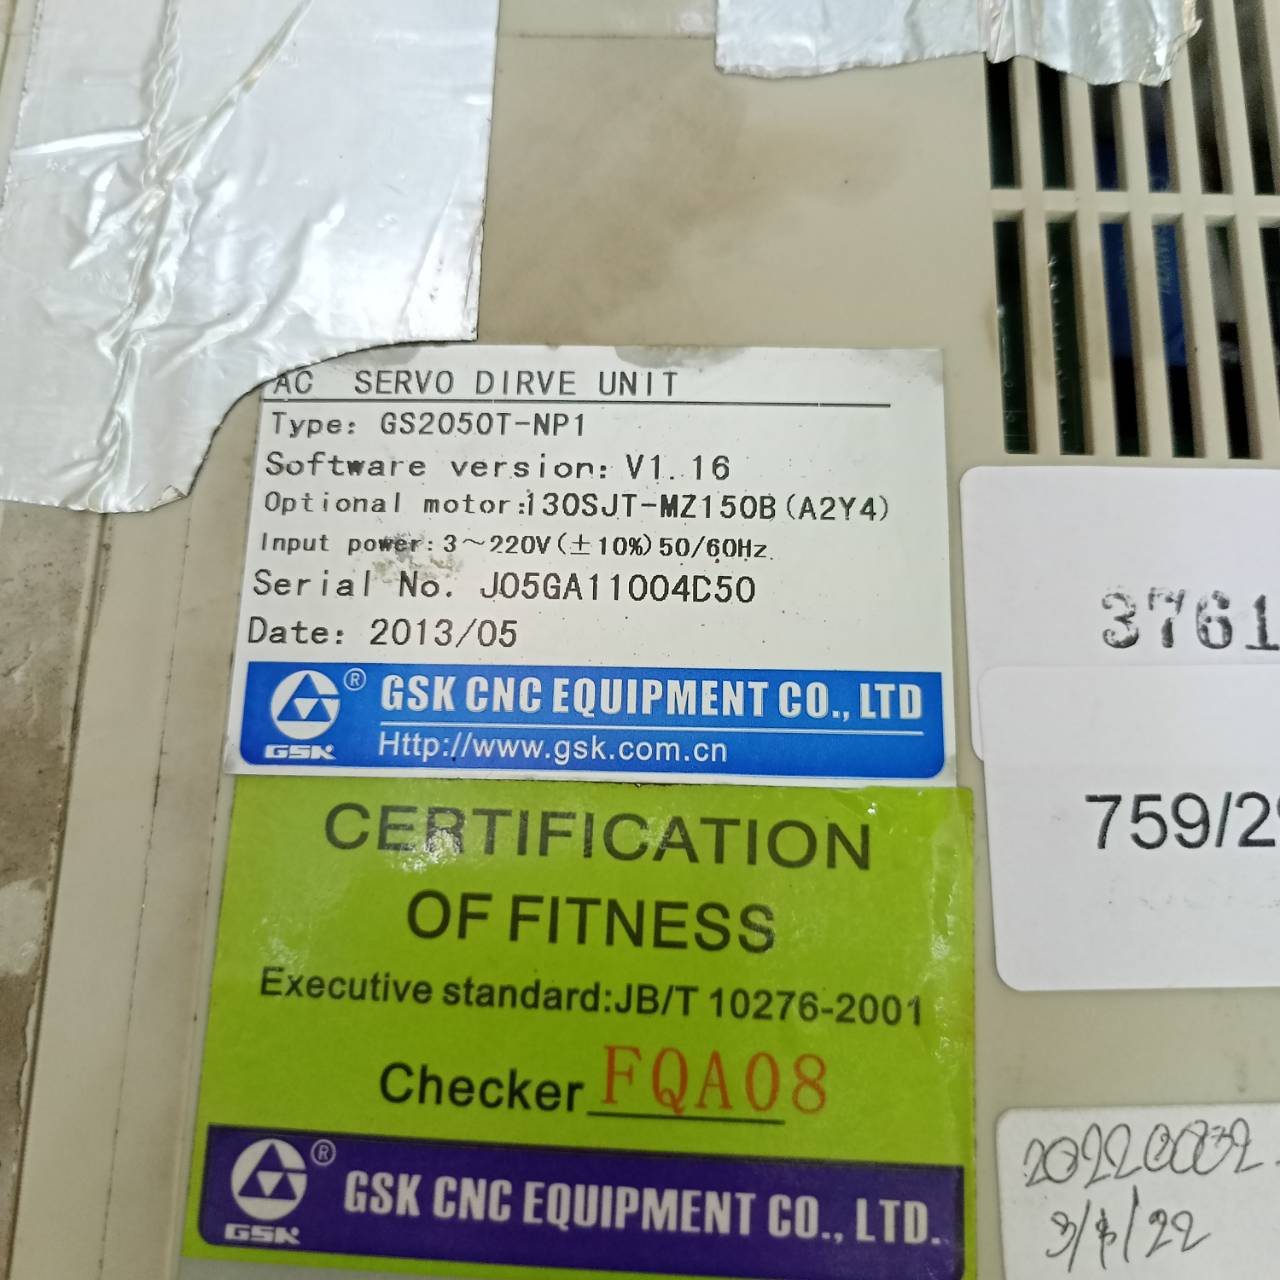 AC SERVO DIRVE UNIT
Type: GS2050T-NP1
Software version: V1.16
Optional motor:130SJT-MZ150B(A2Y4)
Input power: 3~220V(±10%)50/60Hz
Serial No. J05GA11004C50
Date: 2013/05
GSK ® GSK CNC EQUIPMENT CO., LTD
Http://www.gsk.com.cn
CERTIFICATION
OF FITNESS
Executive standard:JB/T 10276-2001
Checker FQA08
GSK ® GSK CNC EQUIPMENT CO., LTD.
3761
759/2